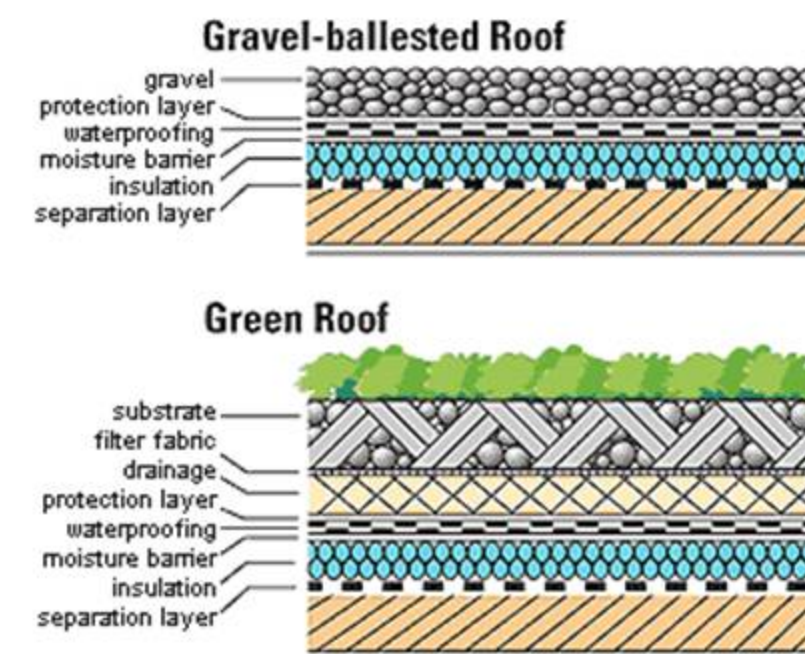 Gravel-ballested Roof
gravel
protection layer
waterproofing
moisture barrier
insulation
separation layer
Green Roof
substrate
filter fabric
drainage
protection layer
waterproofing
moisture barrier
insulation
separation layer